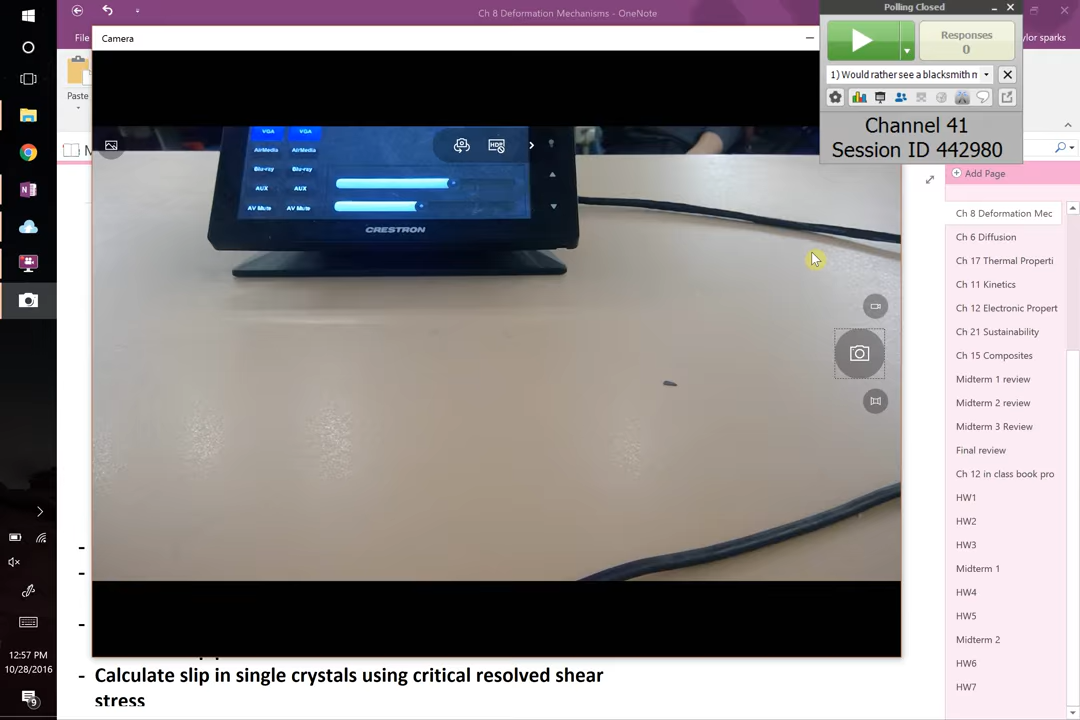 Ch 8 Deformation Mechanisms - OneNote
Polling Closed
File
ylor sparks
Camera
Responses
0
1) Would rather see a blacksmith m
Paste
Channel 41
Session ID 442980
VGA VGA
AirMedia AirMedia
Blu-ray Blu-ray
AUX AUX
AV Mute AV Mute
CRESTRON
HDR
Add Page
Ch 8 Deformation Mec
Ch 6 Diffusion
Ch 17 Thermal Properti
Ch 11 Kinetics
Ch 12 Electronic Propert
Ch 21 Sustainability
Ch 15 Composites
Midterm 1 review
Midterm 2 review
Midterm 3 Review
Final review
Ch 12 in class book pro
HW1
HW2
HW3
Midterm 1
HW4
HW5
Midterm 2
HW6
HW7
12:57 PM
10/28/2016
9
- Calculate slip in single crystals using critical resolved shear
stress